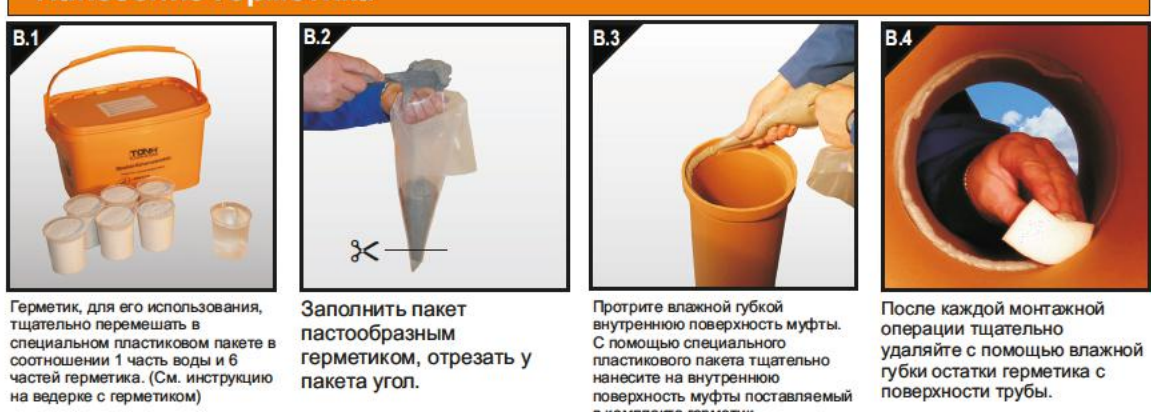 B.1
Герметик, для его использования,
тщательно перемешать в
специальном пластиковом пакете в
соотношении 1 часть воды и 6
частей герметика. (См. инструкцию
на ведерке с герметиком)
B.2
Заполнить пакет
пастообразным
герметиком, отрезать у
пакета угол.
B.3
Протрите влажной губкой
внутреннюю поверхность муфты.
С помощью специального
пластикового пакета тщательно
нанесите на внутреннюю
поверхность муфты поставляемый
B.4
После каждой монтажной
операции тщательно
удаляйте с помощью влажной
губки остатки герметика с
поверхности трубы.
TONA